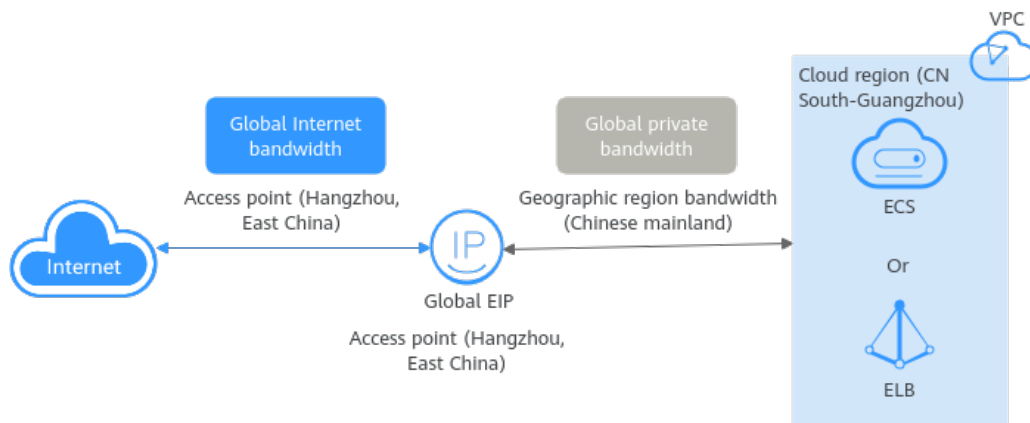 VPC
Cloud region (CN
South-Guangzhou)
Global Internet
bandwidth
Global private
bandwidth
Access point (Hangzhou,
East China)
Geographic region bandwidth
(Chinese mainland)
ECS
Internet
IP
Or
Global EIP
Access point (Hangzhou,
East China)
ELB